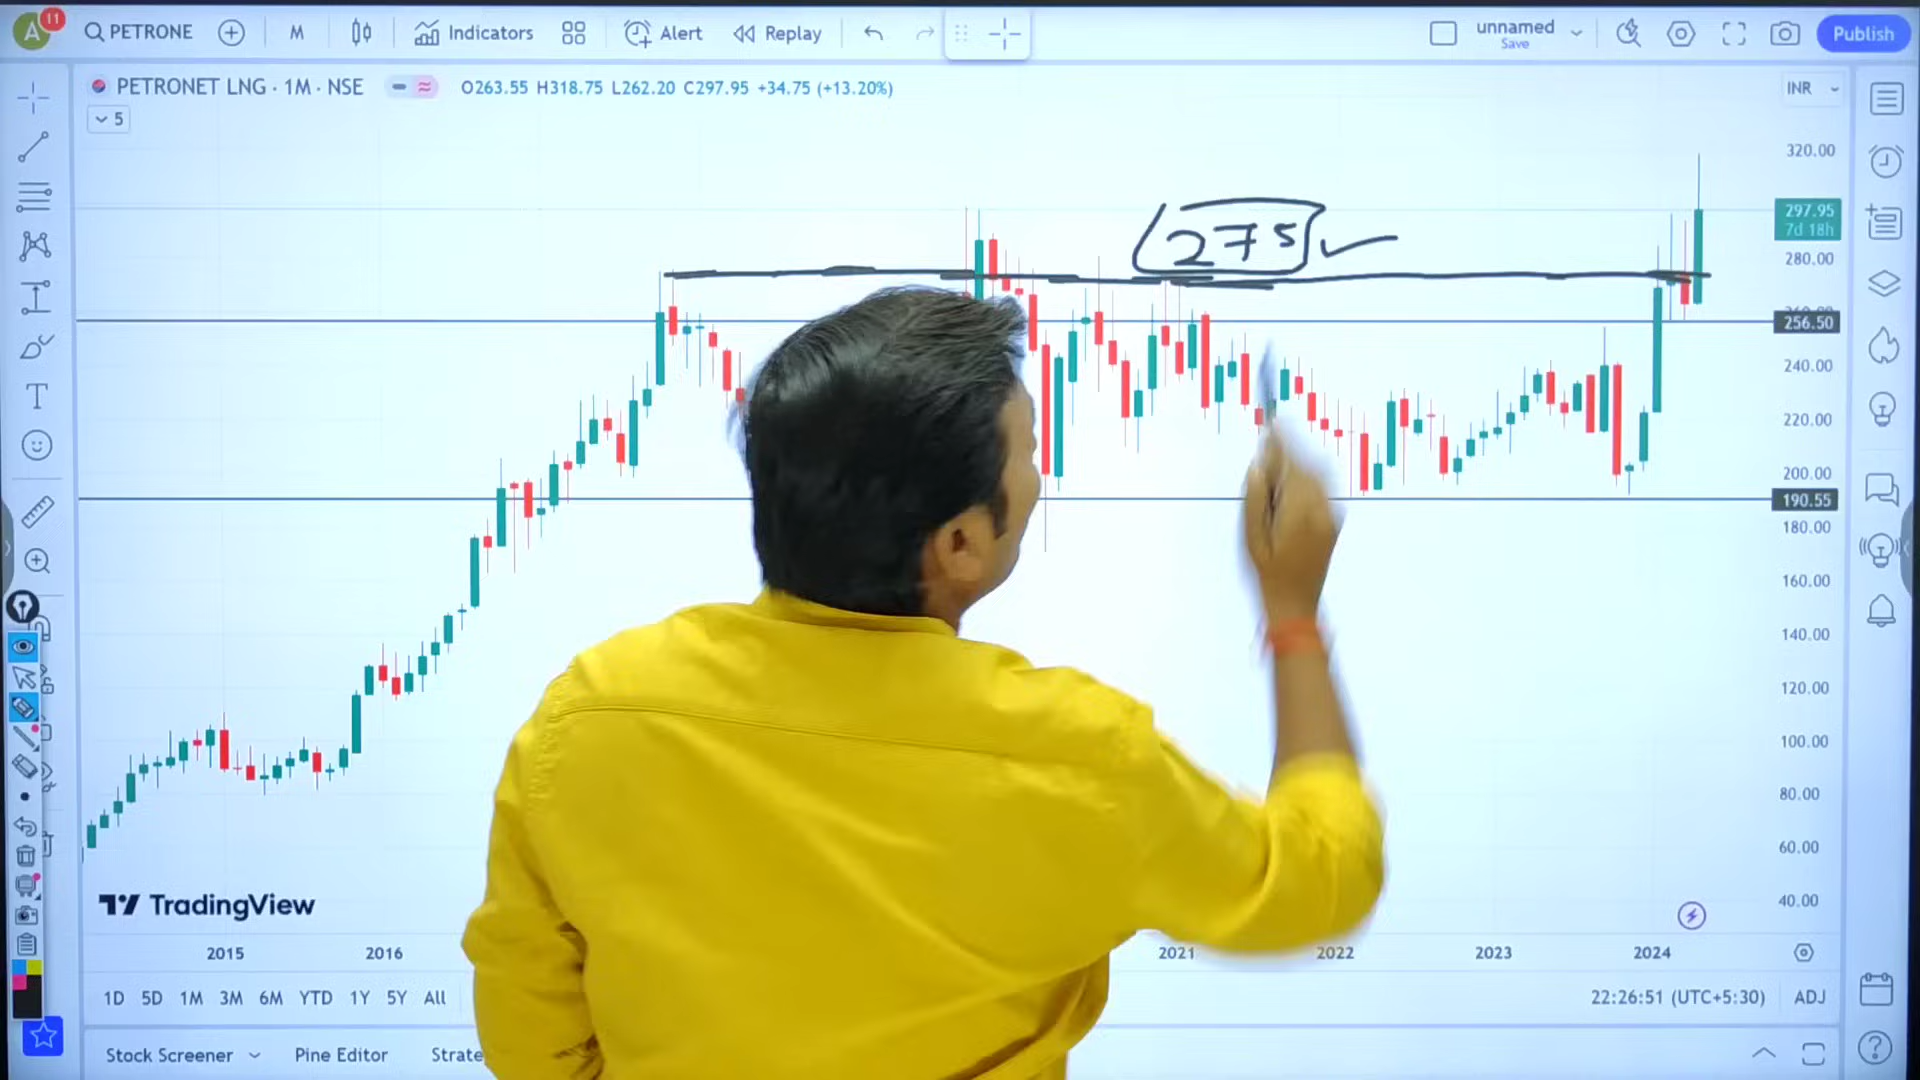 A
11
PETRONE
M
Indicators
Alert
Replay
unnamed
Save
Publish
PETRONET LNG · 1M · NSE
O263.55 H318.75 L262.20 C297.95 +34.75 (+13.20%)
INR
5
320.00
275
297.95
7d 18h
280.00
256.50
240.00
220.00
200.00
190.55
180.00
160.00
140.00
120.00
100.00
80.00
60.00
40.00
TradingView
2015
2016
2021
2022
2023
2024
1D 5D 1M 3M 6M YTD 1Y 5Y All
22:26:51 (UTC+5:30)
ADJ
Stock Screener
Pine Editor
Strate